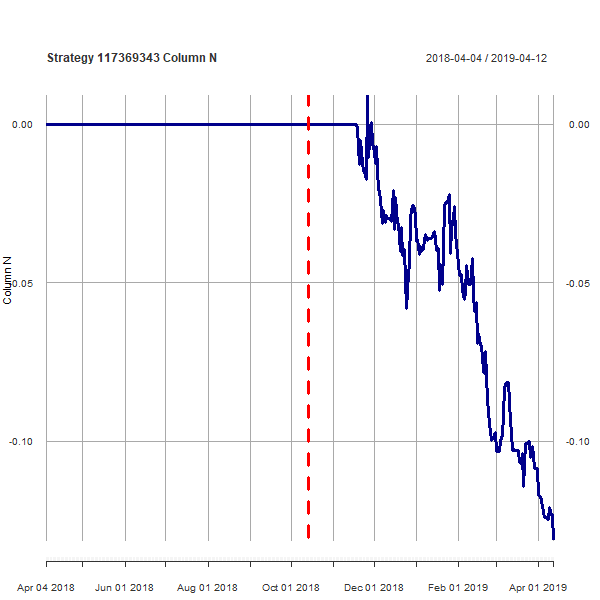 Strategy 117369343 Column N
2018-04-04 / 2019-04-12
0.00
0.00
Column N
-0.05
-0.05
-0.10
-0.10
Apr 04 2018
Jun 01 2018
Aug 01 2018
Oct 01 2018
Dec 01 2018
Feb 01 2019
Apr 01 2019